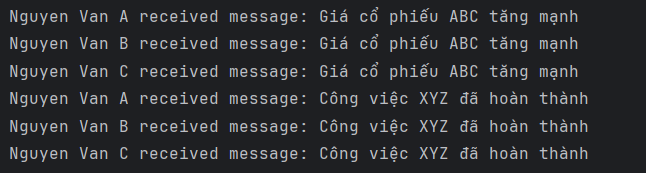 Nguyen Van A received message: Giá cổ phiếu ABC tăng mạnh
Nguyen Van B received message: Giá cổ phiếu ABC tăng mạnh
Nguyen Van C received message: Giá cổ phiếu ABC tăng mạnh
Nguyen Van A received message: Công việc XYZ đã hoàn thành
Nguyen Van B received message: Công việc XYZ đã hoàn thành
Nguyen Van C received message: Công việc XYZ đã hoàn thành